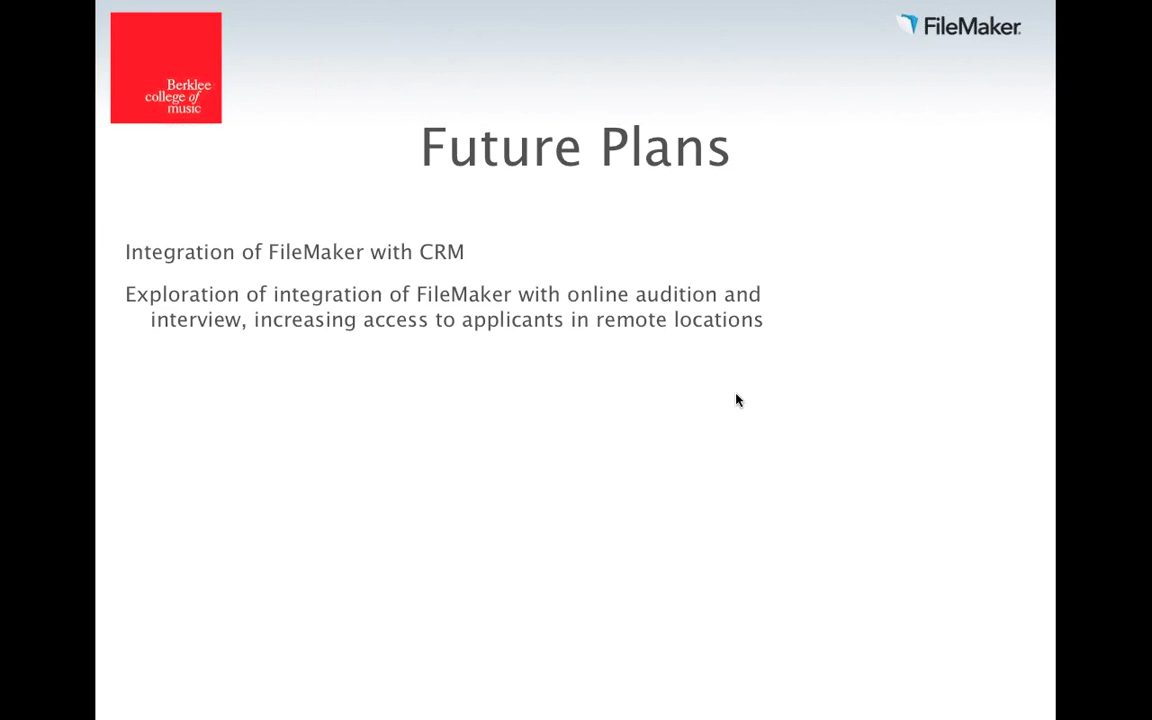 Berklee
college of
music
FileMaker.
Future Plans
Integration of FileMaker with CRM
Exploration of integration of FileMaker with online audition and
interview, increasing access to applicants in remote locations